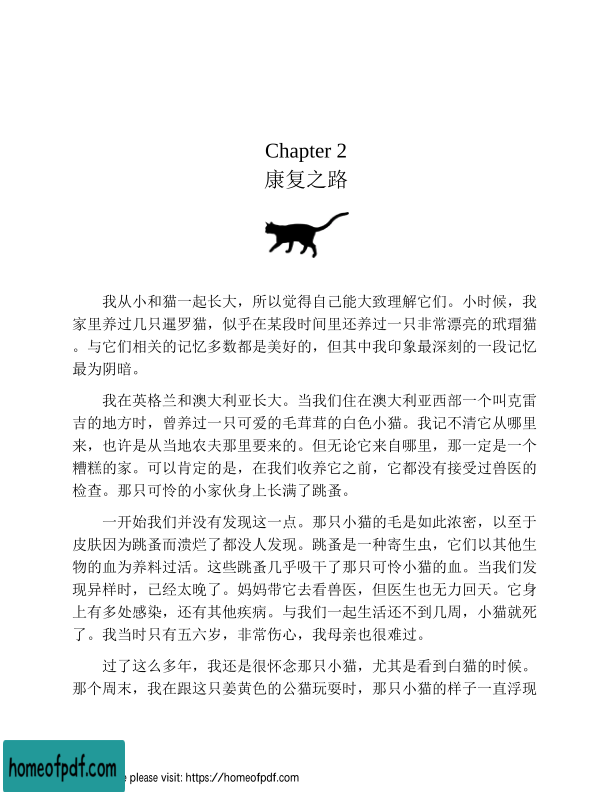 Chapter 2
康复之路
我从小和猫一起长大，所以觉得自己能大致理解它们。小时候，我
家里养过几只暹罗猫，似乎在某段时间里还养过一只非常漂亮的玳瑁猫
。与它们相关的记忆多数都是美好的，但其中我印象最深刻的一段记忆
最为阴暗。
我在英格兰和澳大利亚长大。当我们住在澳大利亚西部一个叫克雷
吉的地方时，曾养过一只可爱的毛茸茸的白色小猫。我记不清它从哪里
来，也许是从当地农夫那里要来的。但无论它来自哪里，那一定是一个
糟糕的家。可以肯定的是，在我们收养它之前，它都没有接受过兽医的
检查。那只可怜的小家伙身上长满了跳蚤。
一开始我们并没有发现这一点。那只小猫的毛是如此浓密，以至于
皮肤因为跳蚤而溃烂了都没人发现。跳蚤是一种寄生虫，它们以其他生
物的血为养料过活。这些跳蚤几乎吸干了那只可怜小猫的血。当我们发
现异样时，已经太晚了。妈妈带它去看兽医，但医生也无力回天。它身
上有多处感染，还有其他疾病。与我们一起生活还不到几周，小猫就死
了。我当时只有五六岁，非常伤心，我母亲也很难过。
过了这么多年，我还是很怀念那只小猫，尤其是看到白猫的时候。
那个周末，我在跟这只姜黄色的公猫玩耍时，那只小猫的样子一直浮现
homeofpdf.com
e please visit: https://homeofpdf.com